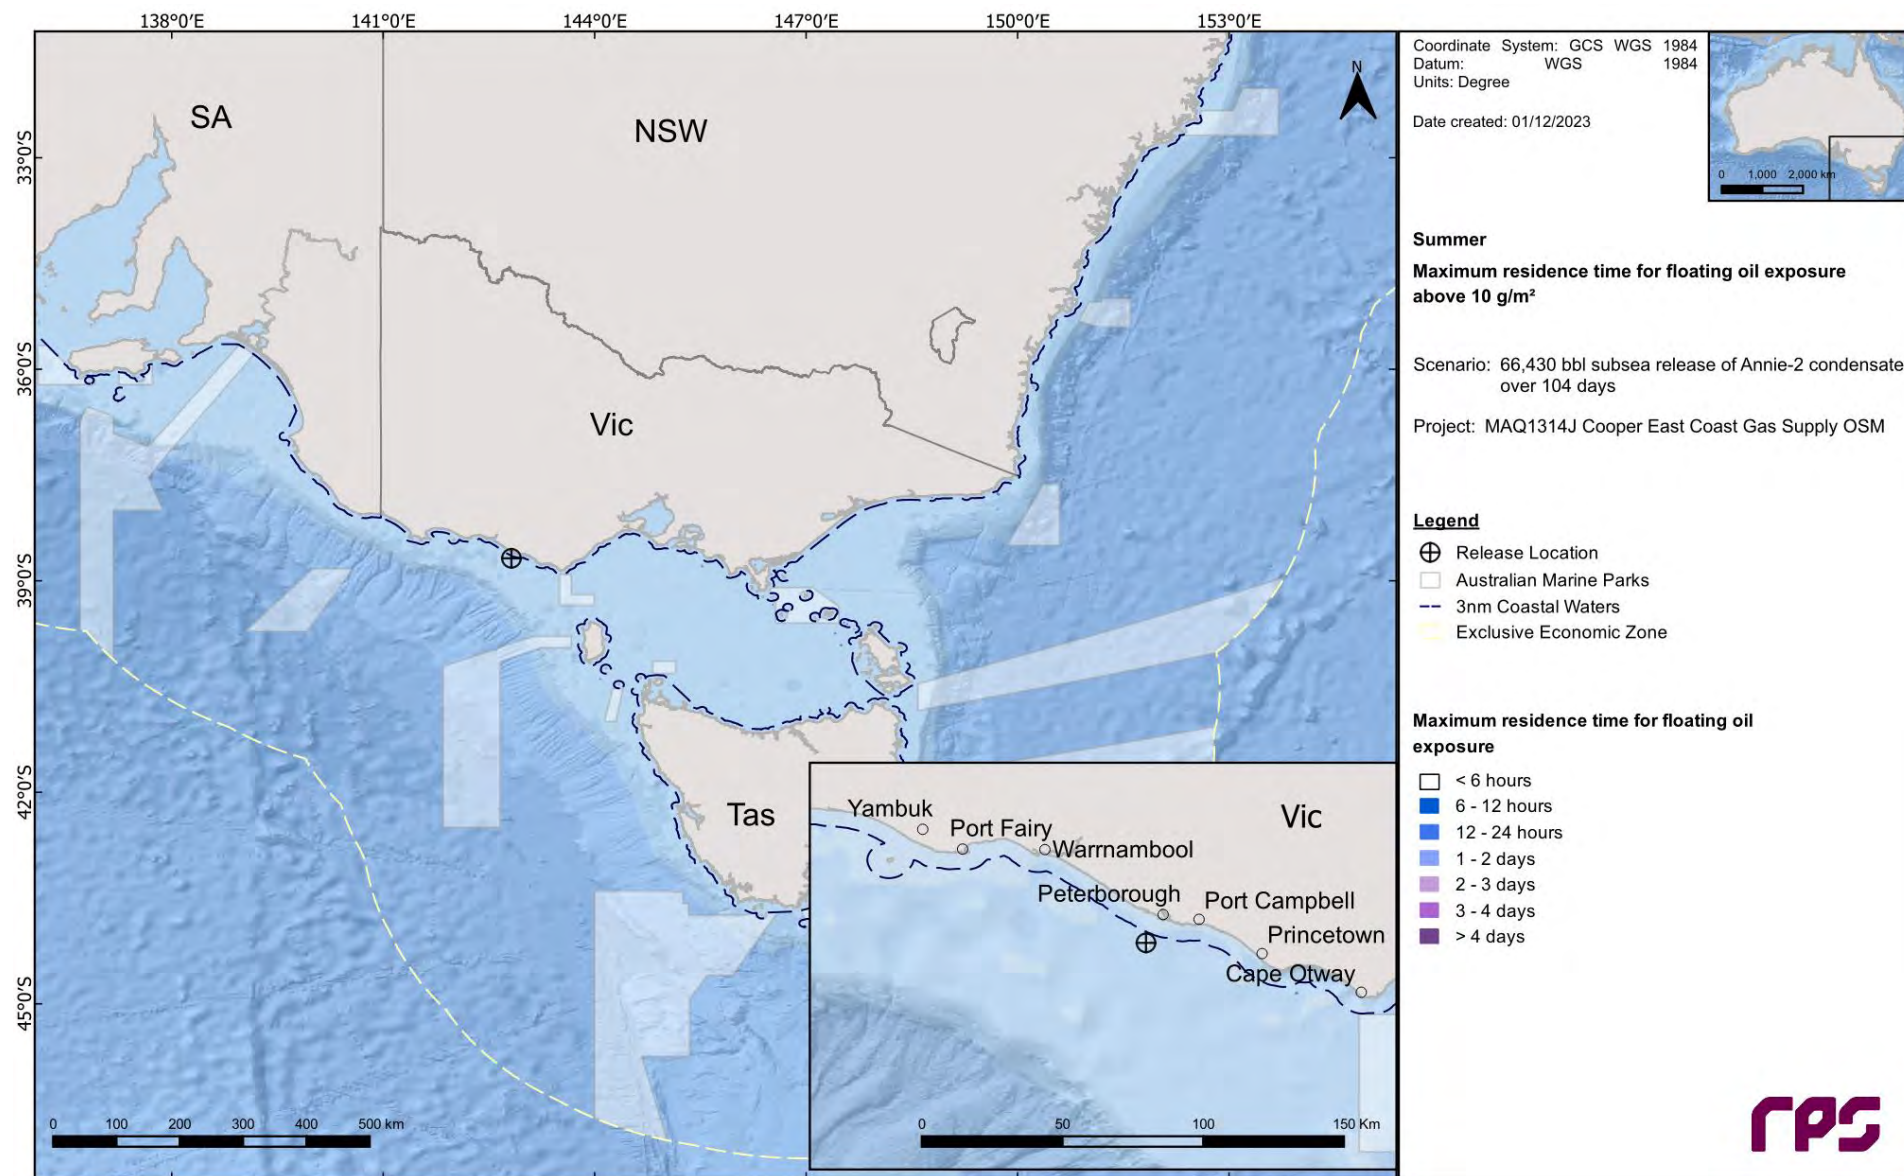 138°0'E 141°0'E 144°0'E 147°0'E 150°0'E 153°0'E
33°0'S
36°0'S
39°0'S
42°0'S
45°0'S
SA
NSW
Vic
Tas
N
0 100 200 300 400 500 km
Yambuk
Port Fairy
Warrnambool
Peterborough
Port Campbell
Princetown
Cape Otway
Vic
0 50 100 150 Km
Coordinate System: GCS WGS 1984
Datum: WGS 1984
Units: Degree
Date created: 01/12/2023
0 1,000 2,000 km
Summer
Maximum residence time for floating oil exposure
above 10 g/m²
Scenario: 66,430 bbl subsea release of Annie-2 condensate
over 104 days
Project: MAQ1314J Cooper East Coast Gas Supply OSM
Legend
Release Location
Australian Marine Parks
3nm Coastal Waters
Exclusive Economic Zone
Maximum residence time for floating oil
exposure
< 6 hours
6 - 12 hours
12 - 24 hours
1 - 2 days
2 - 3 days
3 - 4 days
> 4 days
rps